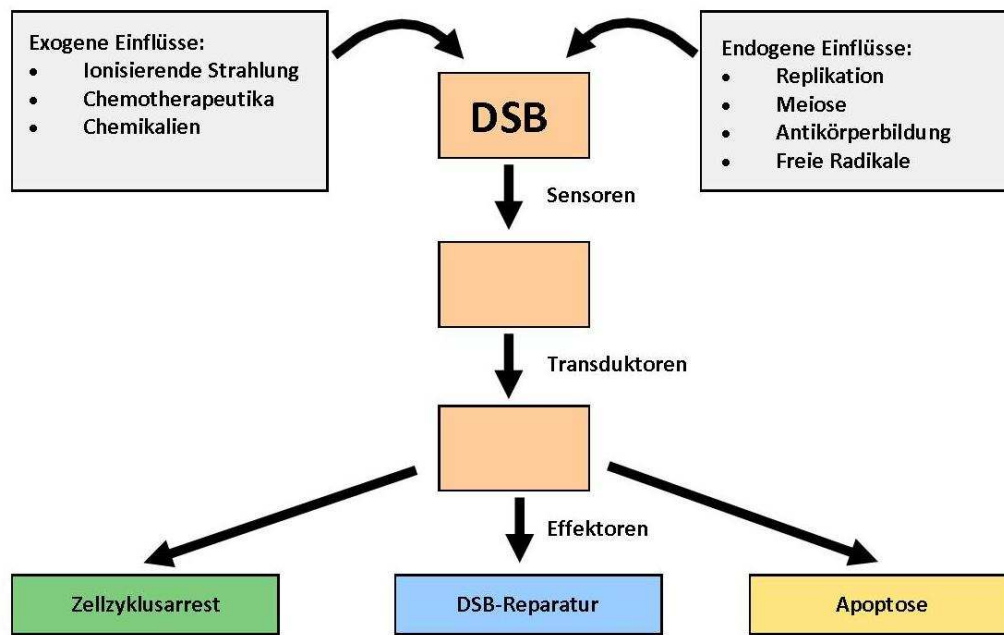 Exogene Einflüsse:
• Ionisierende Strahlung
• Chemotherapeutika
• Chemikalien
DSB
Endogene Einflüsse:
• Replikation
• Meiose
• Antikörperbildung
• Freie Radikale
Sensoren
Transduktoren
Effektoren
Zellzyklusarrest
DSB-Reparatur
Apoptose